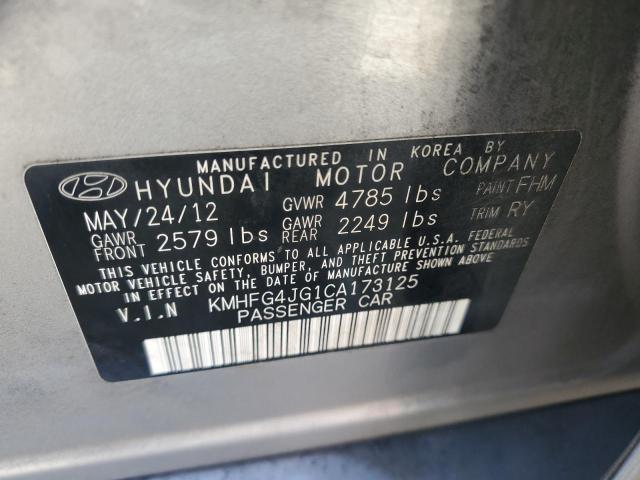 MANUFACTURED IN KOREA BY
HYUNDAI MOTOR COMPANY
MAY/24/12 GVWR 4785 lbs PAINT FHM
GAWR FRONT 2579 lbs GAWR REAR 2249 lbs TRIM RY
THIS VEHICLE CONFORMS TO ALL APPLICABLE U.S.A. FEDERAL
MOTOR VEHICLE SAFETY, BUMPER, AND THEFT PREVENTION STANDARDS
IN EFFECT ON THE DATE OF MANUFACTURE SHOWN ABOVE
V.I.N KMHFG4JG1CA173125
PASSENGER CAR